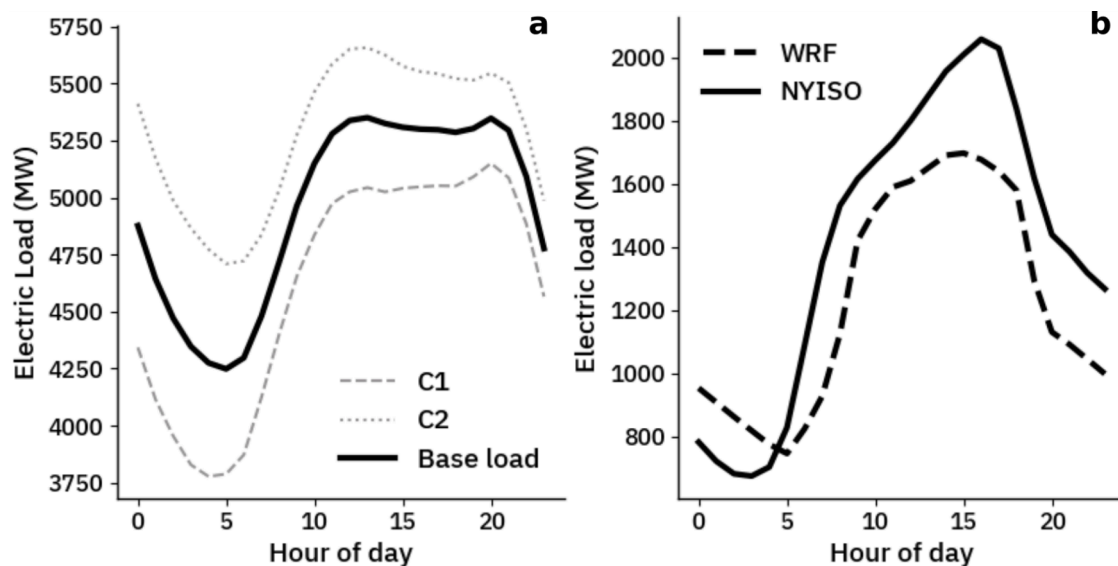 a
5750
5500
5250
5000
4750
4500
4250
4000
3750
Electric Load (MW)
C1
C2
Base load
0 5 10 15 20
Hour of day
b
WRF
NYISO
2000
1800
1600
1400
1200
1000
800
Electric load (MW)
0 5 10 15 20
Hour of day